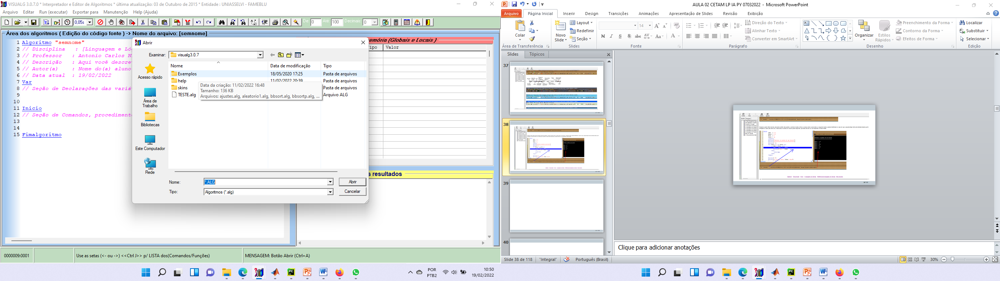 VISUALG 3.0.7.0 * Interpretador e Editor de Algoritmos * última atualização: 03 de Outubro de 2015 * Entidade : UNIASSELVI - FAMEBLU
Arquivo Editar Run (executar) Exportar para Manutenção Help (Ajuda)
0,05s De: 0 Até: 100 Decimais: 0
Área dos algoritmos ( Edição do código fonte ) -> Nome do arquivo: [semnome]
1 Algoritmo "semnome"
2 // Disciplina : [Linguagem e Ló
3 // Professor : Antonio Carlos N
4 // Descrição : Aqui você descre
5 // Autor(a) : Nome do(a) aluno
6 // Data atual : 19/02/2022
7 Var
8 // Seção de Declarações das variá
9
10
11 Inicio
12 // Seção de Comandos, procediment
13
14
15 Fimalgoritmo
Abrir
Examinar: visualg3.0.7
Acesso rápido
Área de Trabalho
Bibliotecas
Este Computador
Rede
Nome Data de modificação Tipo
Exemplos 18/05/2020 17:25 Pasta de arquivos
help 11/02/2022 20:39 Pasta de arquivos
skins Pasta de arquivos
TESTE.alg Arquivo ALG
Data da criação: 11/02/2022 16:48
Tamanho: 136 KB
Arquivos: ajustes.alg, aleatorio1.alg, bbsort.alg, bbsortp.alg, ...
Nome: *.ALG Abrir
Tipo: Algoritmos (*.alg) Cancelar
emória (Globais e Locais )
ipo Valor
s resultados
0000009:0001 Use as setas (<- ou ->) <<Ctrl J>> p/ LISTA dos(Comandos/Funções) MENSAGEM: Botão Abrir (Ctrl+A)
POR
PTB2
10:50
19/02/2022
AULA 02 CETAM LP IA PY 07032022 - Microsoft PowerPoint
Arquivo Página Inicial Inserir Design Transições Animações Apresentação de Slides Revisão Exibição
Colar
Área de Transferência
Novo Slide
Layout
Redefinir
Seção
Slides
14
N I S S abc AV Aa A
Fonte
Direção do Texto
Alinhar Texto
Converter em SmartArt
Parágrafo
Organizar
Estilos Rápidos
Preenchimento da Forma
Contorno da Forma
Efeitos de Forma
Desenho
Localizar
Substituir
Selecionar
Edição
Slides Tópicos
37
38
39
40
Clique para adicionar anotações
Slide 38 de 118 "Integral" Português (Brasil) 30%